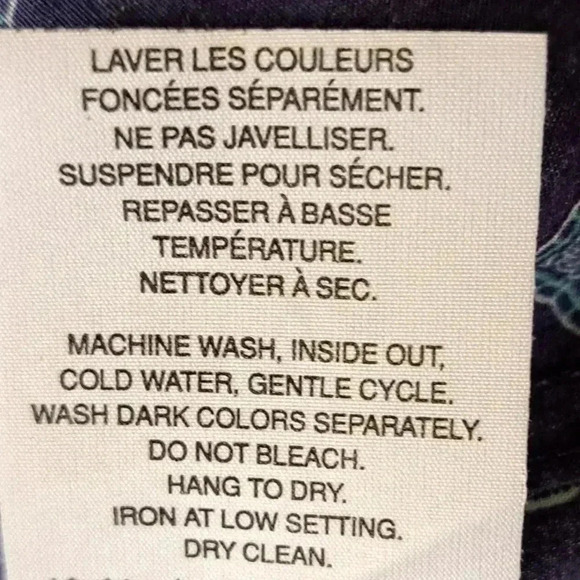 LAVER LES COULEURS
FONCÉES SÉPARÉMENT.
NE PAS JAVELLISER.
SUSPENDRE POUR SÉCHER.
REPASSER À BASSE
TEMPÉRATURE.
NETTOYER À SEC.
MACHINE WASH, INSIDE OUT,
COLD WATER, GENTLE CYCLE.
WASH DARK COLORS SEPARATELY.
DO NOT BLEACH.
HANG TO DRY.
IRON AT LOW SETTING.
DRY CLEAN.